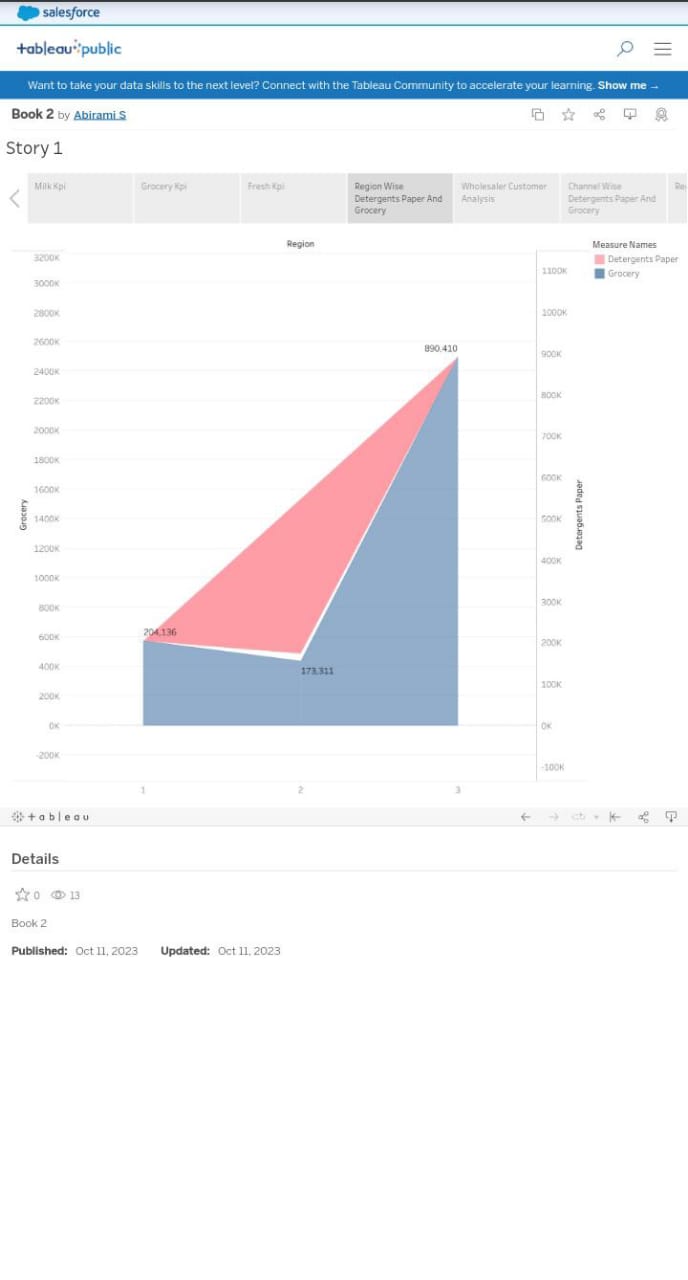 salesforce
+ab|eau public
Want to take your data skills to the next level? Connect with the Tableau Community to accelerate your learning. Show me →
Book 2 by Abirami S
Story 1
Milk Kpi
Grocery Kpi
Fresh Kpi
Region Wise
Detergents Paper And
Grocery
Wholesaler Customer
Analysis
Channel Wise
Detergents Paper And
Grocery
Re
Region
Measure Names
Detergents Paper
Grocery
3200K
3000K
2800K
2600K
2400K
2200K
2000K
1800K
1600K
1400K
1200K
1000K
800K
600K
400K
200K
0K
-200K
Grocery
890,410
204,136
173,311
1100K
1000K
900K
800K
700K
600K
500K
400K
300K
200K
100K
0K
-100K
Detergents Paper
1
2
3
+ab|eau
Details
0
13
Book 2
Published: Oct 11, 2023 Updated: Oct 11, 2023